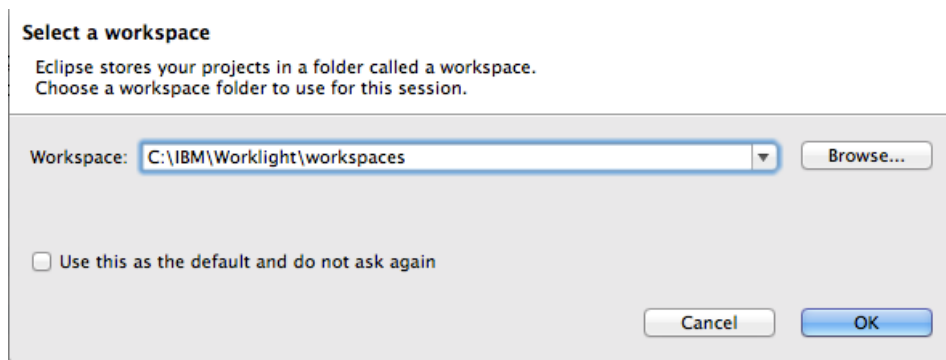 Select a workspace
Eclipse stores your projects in a folder called a workspace.
Choose a workspace folder to use for this session.
Workspace: C:\IBM\Worklight\workspaces Browse...
Use this as the default and do not ask again
Cancel OK